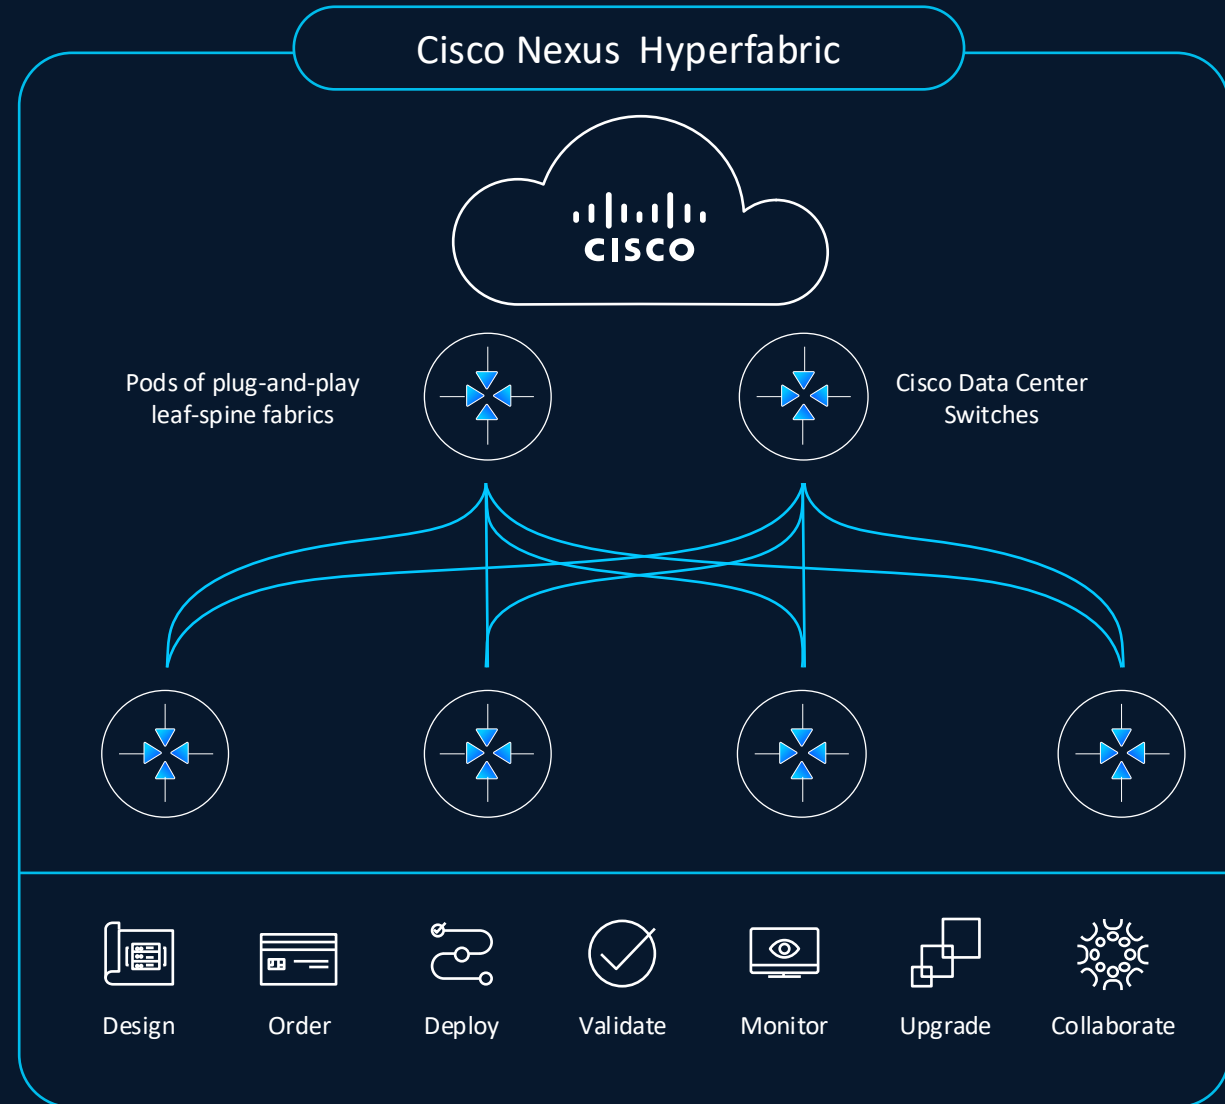 Cisco Nexus Hyperfabric
CISCO
Pods of plug-and-play
leaf-spine fabrics
Cisco Data Center
Switches
Design
Order
Deploy
Validate
Monitor
Upgrade
Collaborate